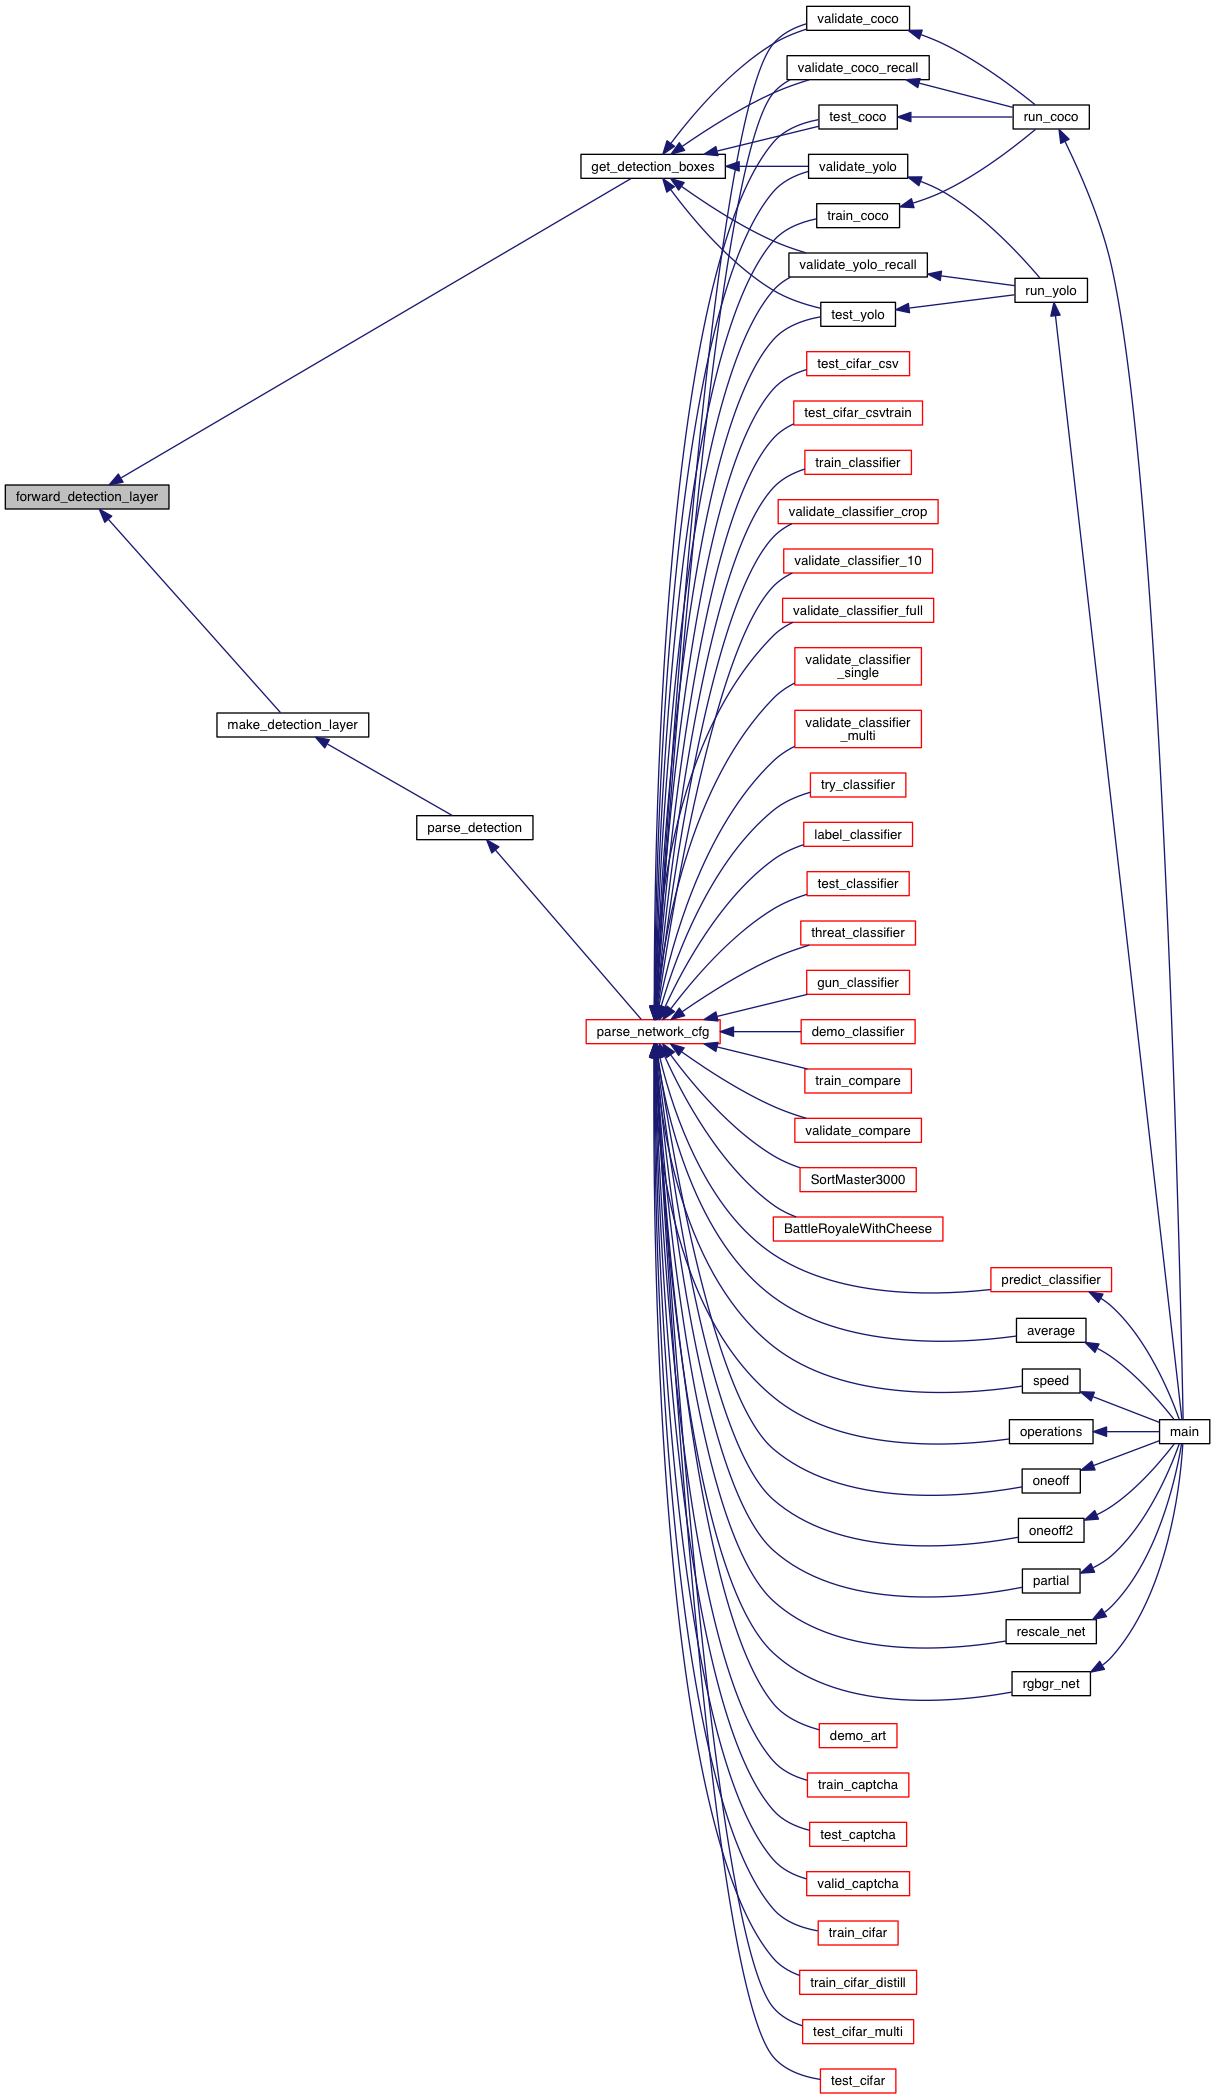 validate_coco
validate_coco_recall
test_coco
run_coco
get_detection_boxes
validate_yolo
train_coco
validate_yolo_recall
run_yolo
test_yolo
test_cifar_csv
test_cifar_csvtrain
train_classifier
forward_detection_layer
validate_classifier_crop
validate_classifier_10
validate_classifier_full
validate_classifier
_single
validate_classifier
_multi
make_detection_layer
try_classifier
parse_detection
label_classifier
test_classifier
threat_classifier
gun_classifier
parse_network_cfg
demo_classifier
train_compare
validate_compare
SortMaster3000
BattleRoyaleWithCheese
predict_classifier
average
speed
operations
main
oneoff
oneoff2
partial
rescale_net
rgbgr_net
demo_art
train_captcha
test_captcha
valid_captcha
train_cifar
train_cifar_distill
test_cifar_multi
test_cifar